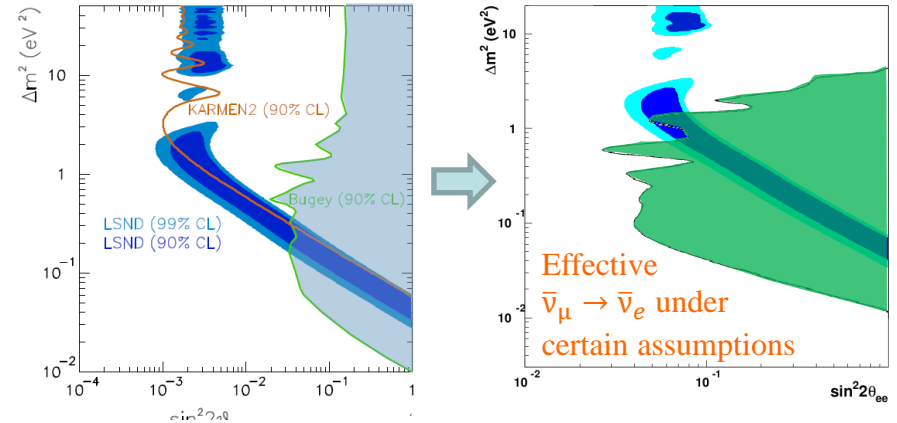 Δm² (eV²)
10
1
10⁻¹
10⁻²
KARMEN2 (90% CL)
Bugey (90% CL)
LSND (99% CL)
LSND (90% CL)
10⁻⁴ 10⁻³ 10⁻² 10⁻¹ 1
sin²2ϑ
Δm² (eV²)
10
1
10⁻¹
10⁻²
Effective
ν̅μ → ν̅e under
certain assumptions
10⁻² 10⁻¹
sin²2θee